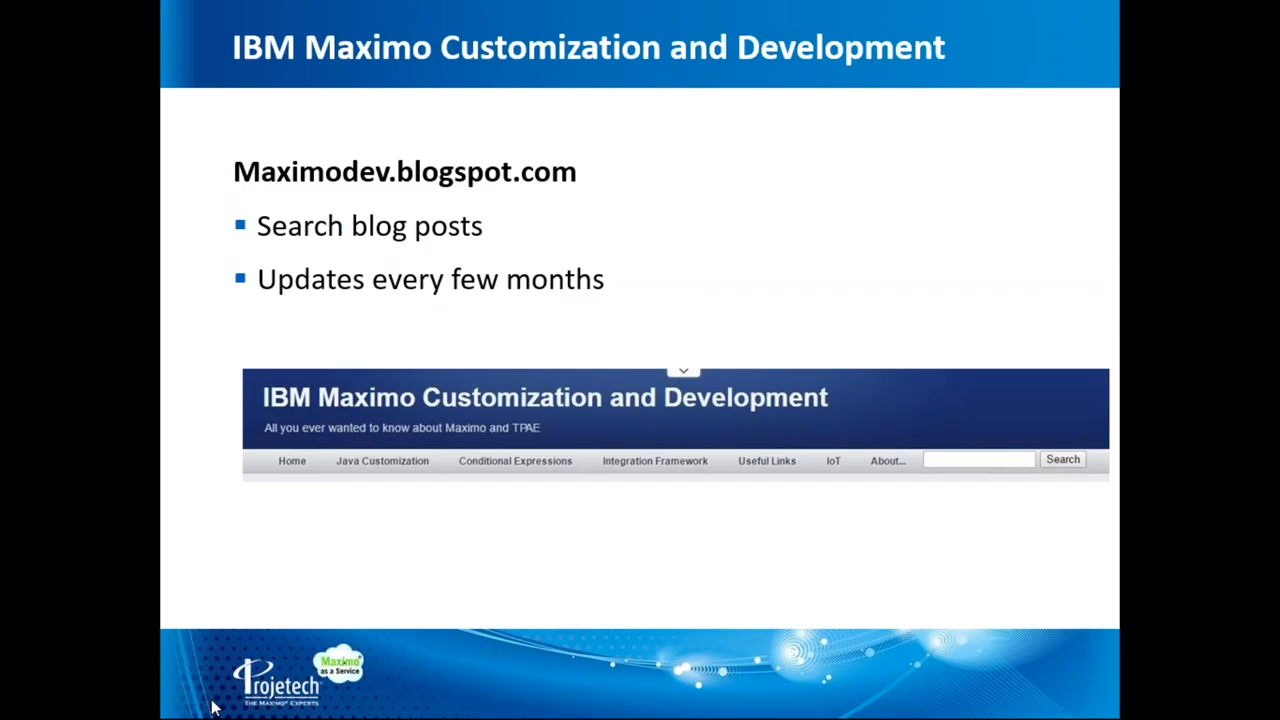 IBM Maximo Customization and Development
Maximodev.blogspot.com
Search blog posts
Updates every few months
IBM Maximo Customization and Development
All you ever wanted to know about Maximo and TPAE
Home Java Customization Conditional Expressions Integration Framework Useful Links IoT About... Search
Maximo®
as a Service
Projetech
THE MAXIMO® EXPERTS